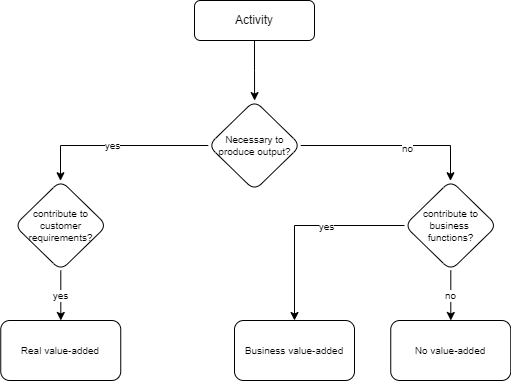 Activity
Necessary to
produce output?
yes
no
contribute to
customer
requirements?
contribute to
business
functions?
yes
yes
no
Real value-added
Business value-added
No value-added